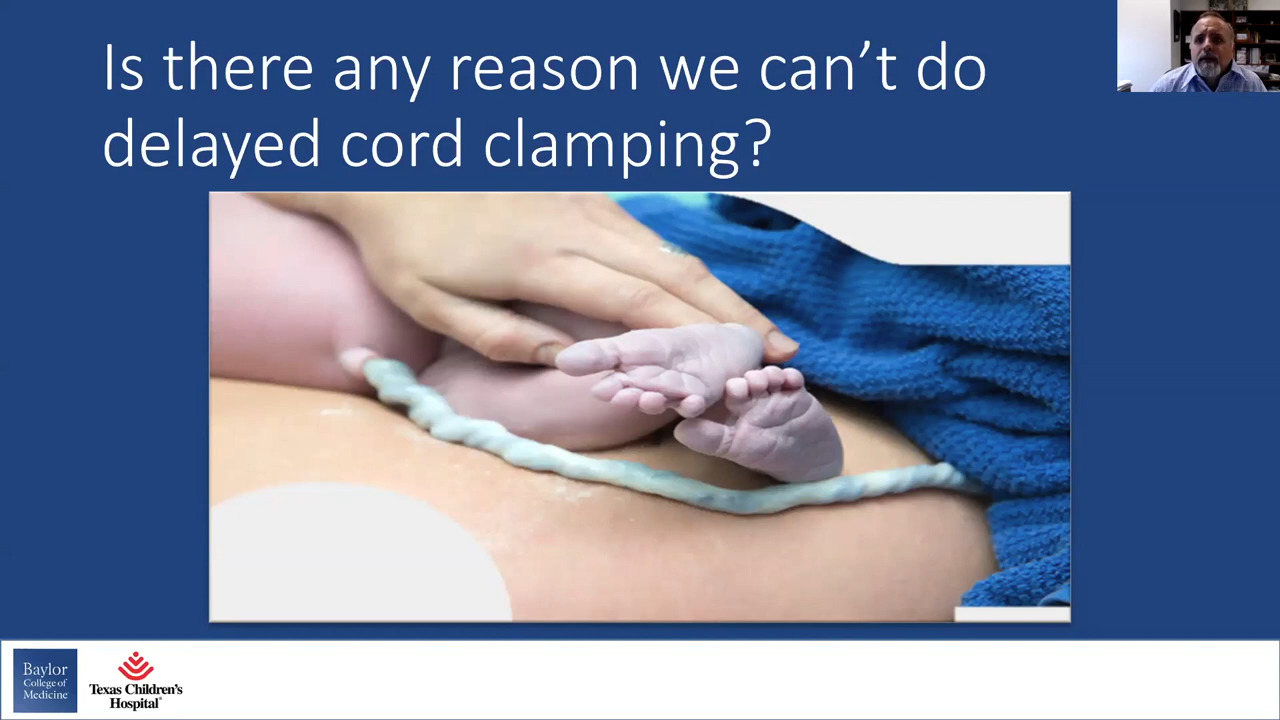 Is there any reason we can’t do
delayed cord clamping?
Baylor
College of
Medicine
Texas Children's
Hospital®